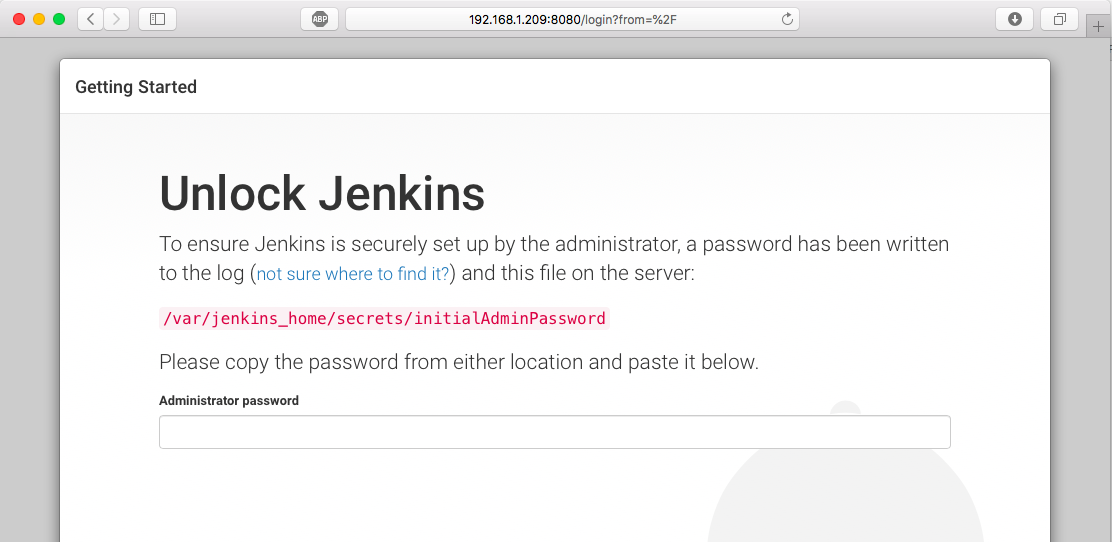 ABP
192.168.1.209:8080/login?from=%2F
Getting Started
Unlock Jenkins
To ensure Jenkins is securely set up by the administrator, a password has been written
to the log (not sure where to find it?) and this file on the server:
/var/jenkins_home/secrets/initialAdminPassword
Please copy the password from either location and paste it below.
Administrator password